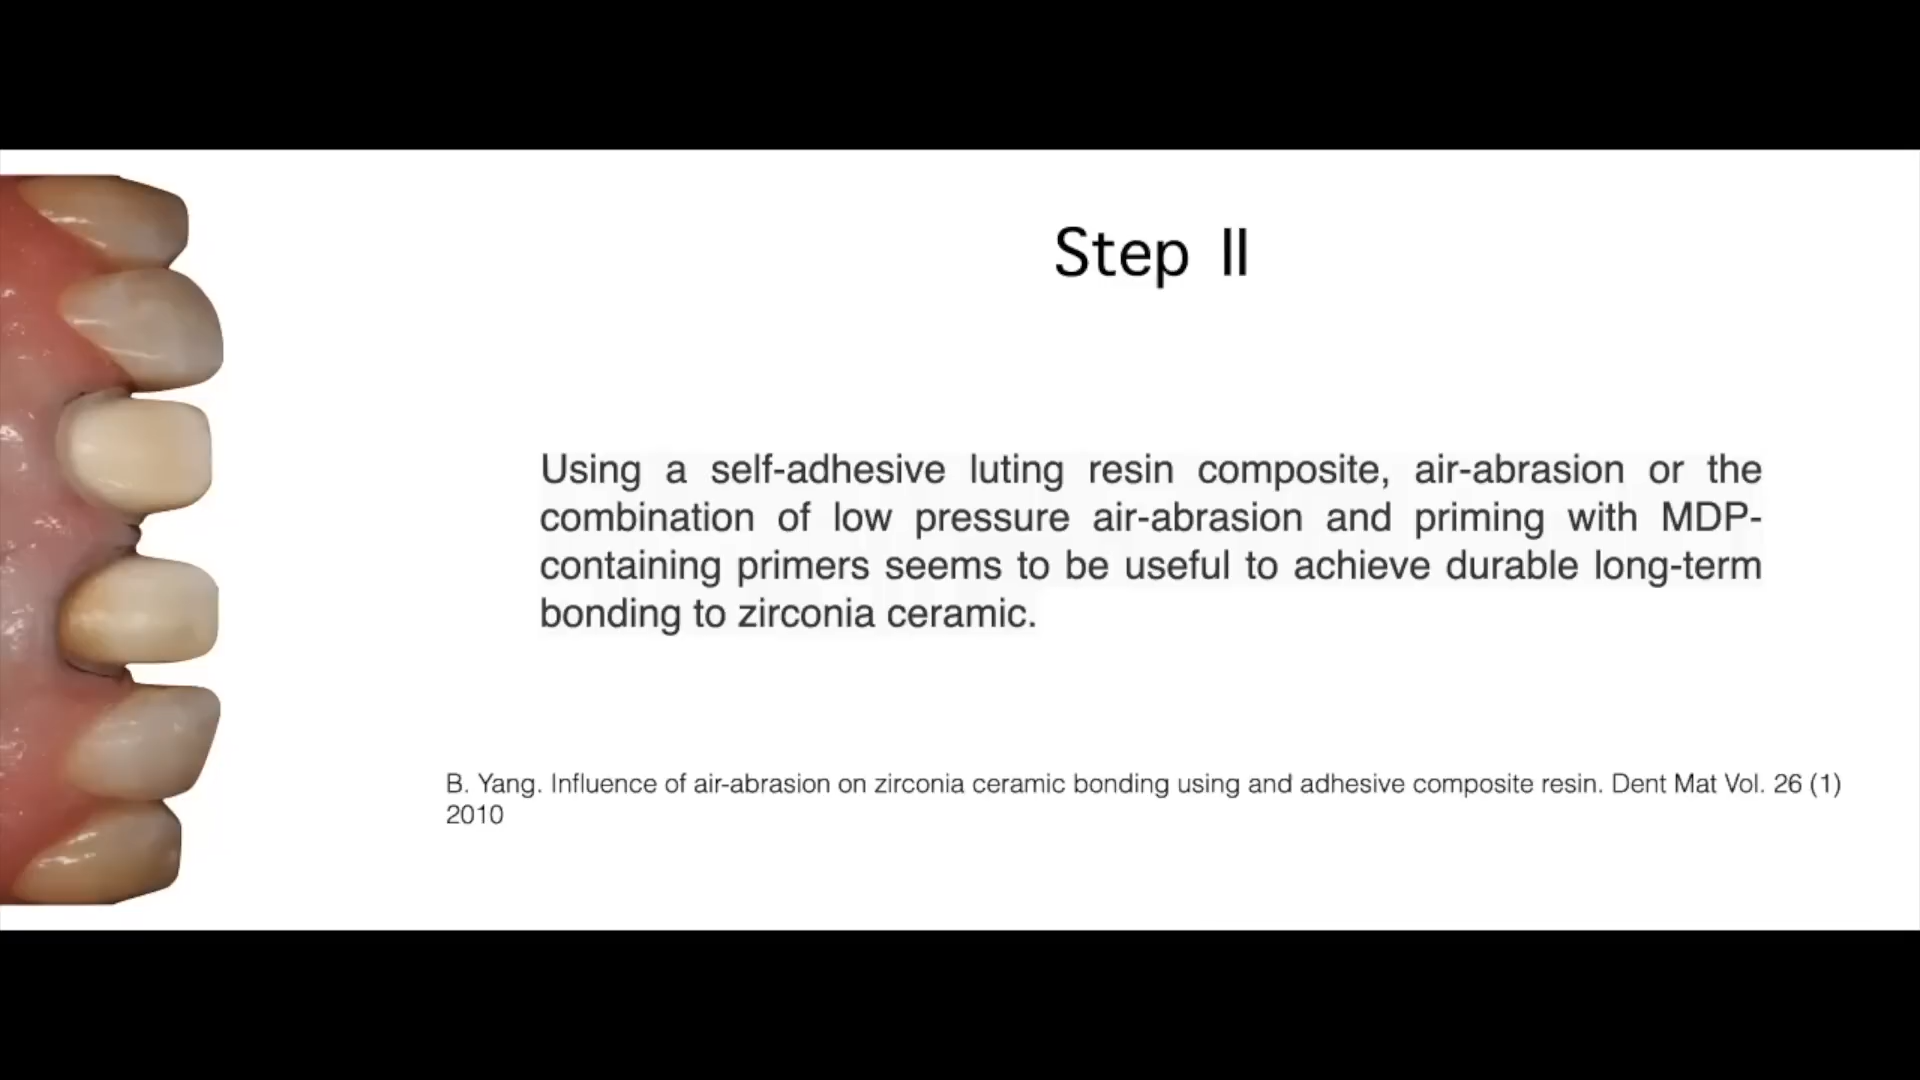 Step II
Using a self-adhesive luting resin composite, air-abrasion or the
combination of low pressure air-abrasion and priming with MDP-
containing primers seems to be useful to achieve durable long-term
bonding to zirconia ceramic.
B. Yang. Influence of air-abrasion on zirconia ceramic bonding using and adhesive composite resin. Dent Mat Vol. 26 (1)
2010